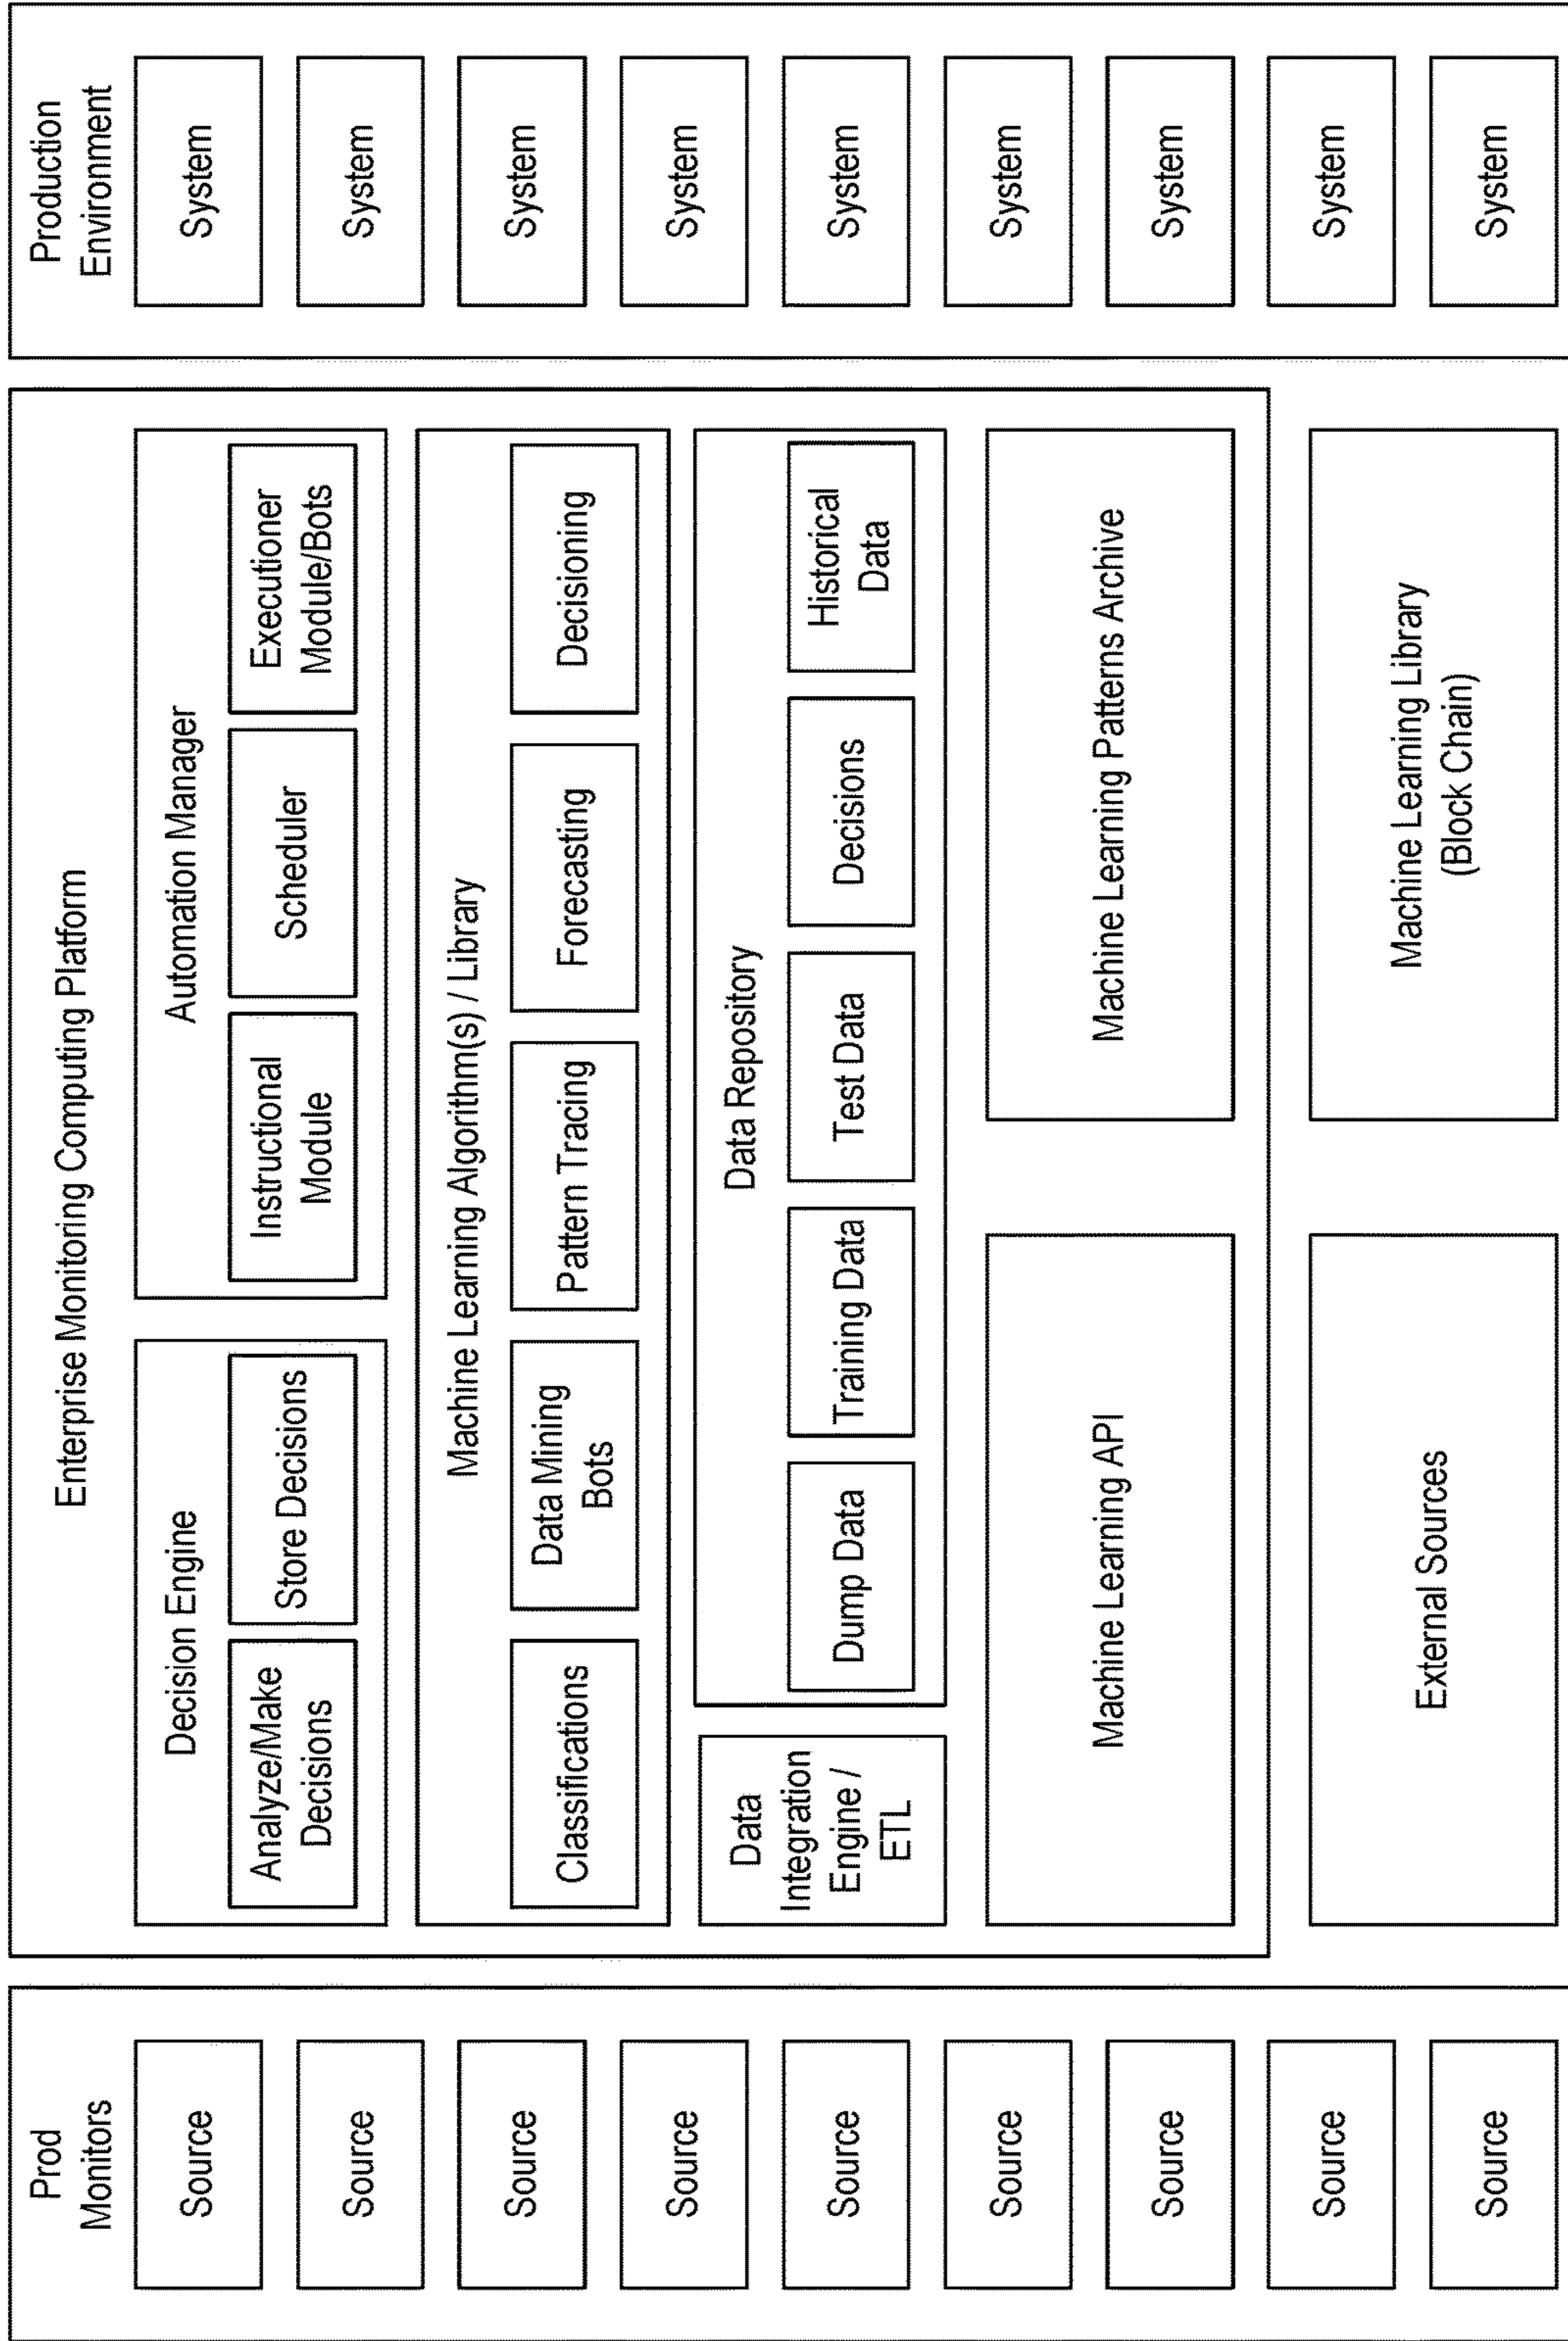 Prod
Monitors
Source
Source
Source
Source
Source
Source
Source
Source
Source
Enterprise Monitoring Computing Platform
Decision Engine
Analyze/Make
Decisions
Store Decisions
Automation Manager
Instructional
Module
Scheduler
Executioner
Module/Bots
Machine Learning Algorithm(s) / Library
Classifications
Data Mining
Bots
Pattern Tracing
Forecasting
Decisioning
Data
Integration
Engine /
ETL
Data Repository
Dump Data
Training Data
Test Data
Decisions
Historical
Data
Machine Learning API
Machine Learning Patterns Archive
External Sources
Machine Learning Library
(Block Chain)
Production
Environment
System
System
System
System
System
System
System
System
System